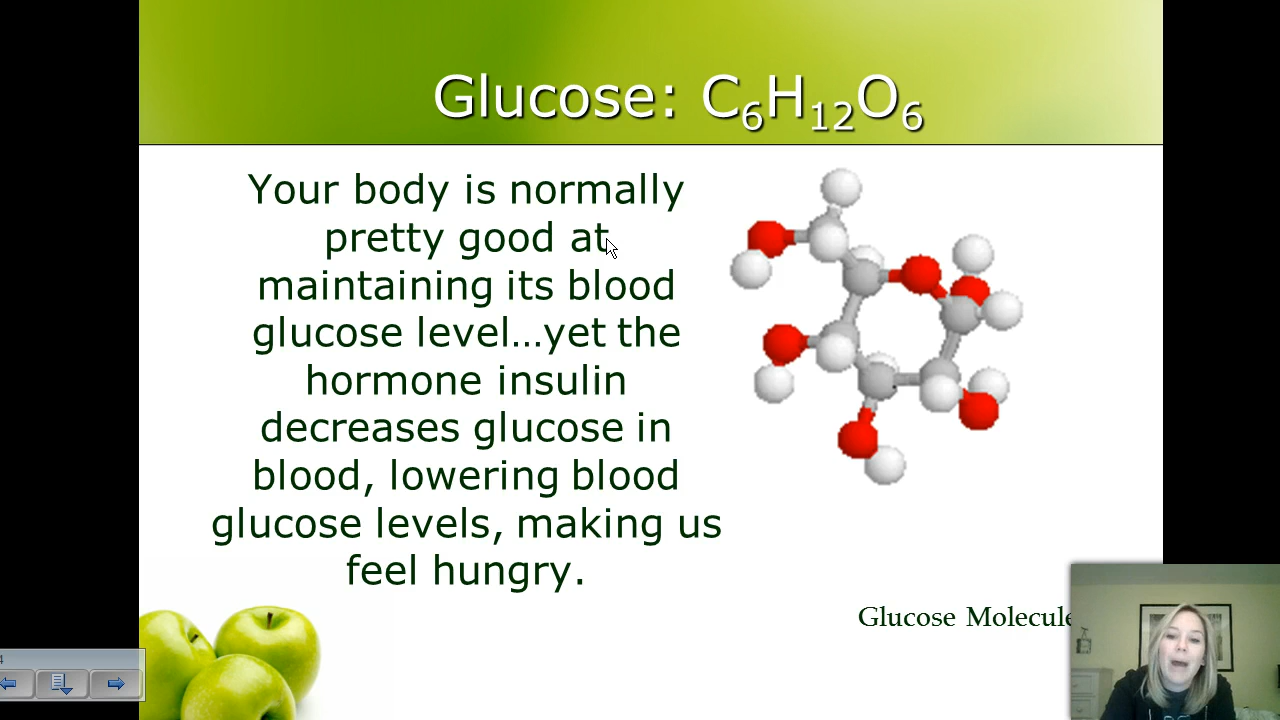 Glucose: C₆H₁₂O₆
Your body is normally
pretty good at
maintaining its blood
glucose level…yet the
hormone insulin
decreases glucose in
blood, lowering blood
glucose levels, making us
feel hungry.
Glucose Molecule
4